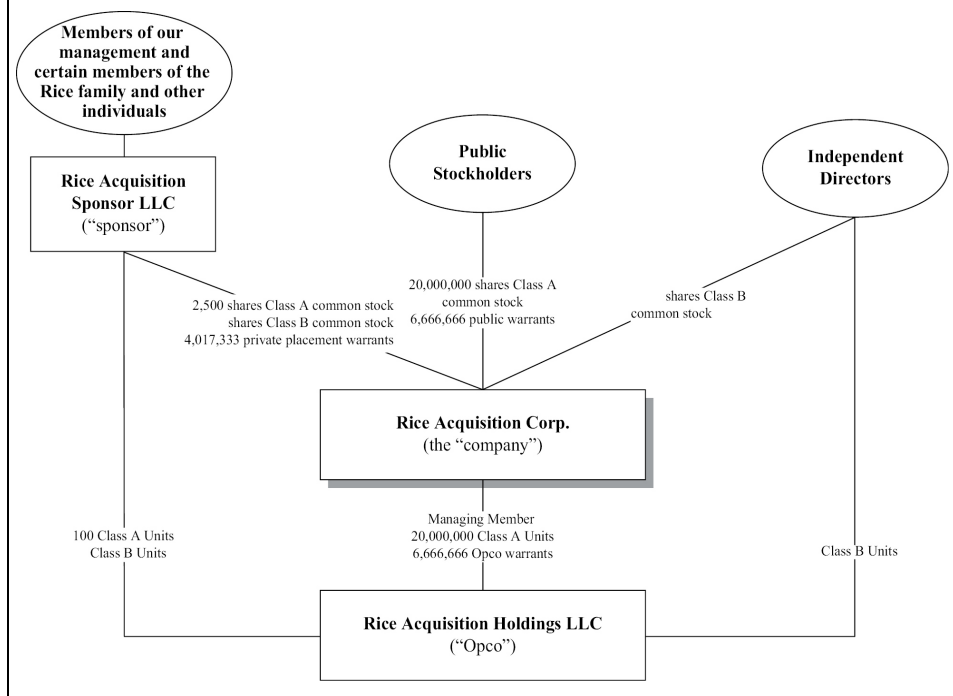 Members of our
management and
certain members of the
Rice family and other
individuals
Rice Acquisition
Sponsor LLC
(“sponsor”)
Public
Stockholders
Independent
Directors
2,500 shares Class A common stock
shares Class B common stock
4,017,333 private placement warrants
20,000,000 shares Class A
common stock
6,666,666 public warrants
shares Class B
common stock
Rice Acquisition Corp.
(the “company”)
100 Class A Units
Class B Units
Managing Member
20,000,000 Class A Units
6,666,666 Opco warrants
Class B Units
Rice Acquisition Holdings LLC
(“Opco”)